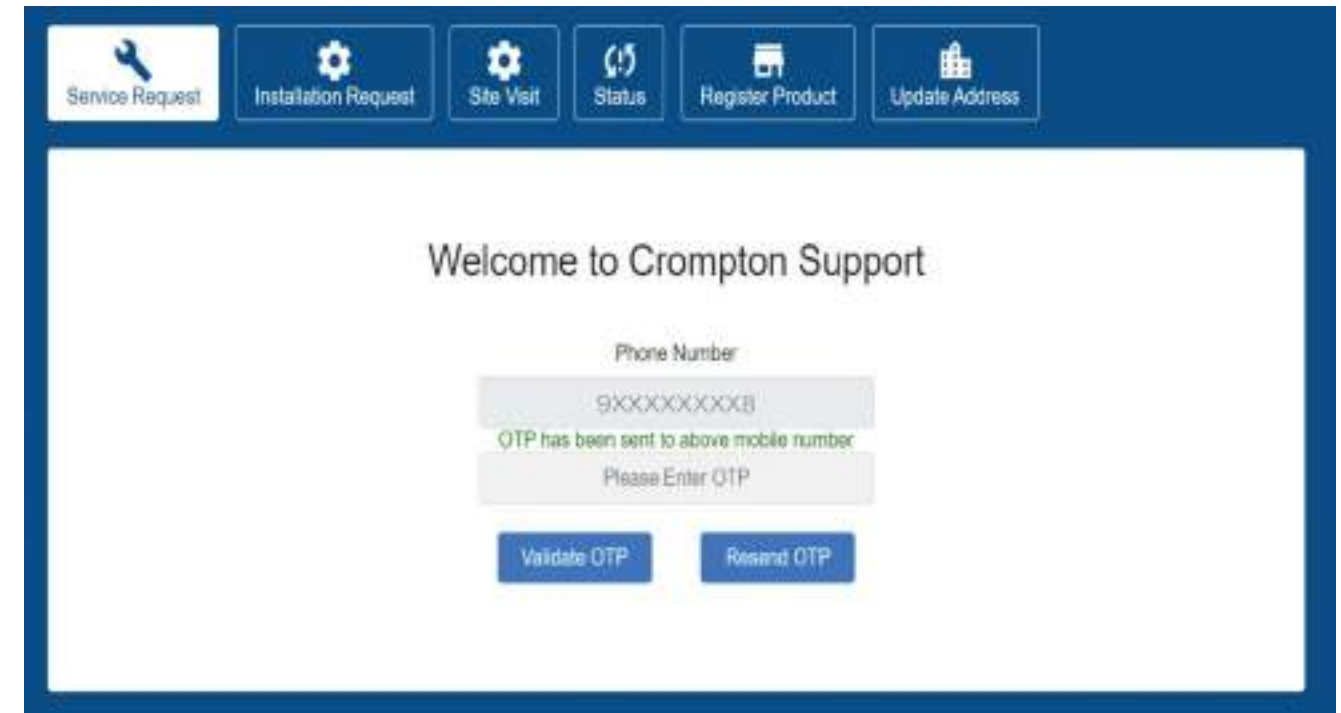 Service Request Installation Request Site Visit Status Register Product Update Address
Welcome to Crompton Support
Phone Number
9XXXXXXXX8
OTP has been sent to above mobile number
Please Enter OTP
Validate OTP Resend OTP